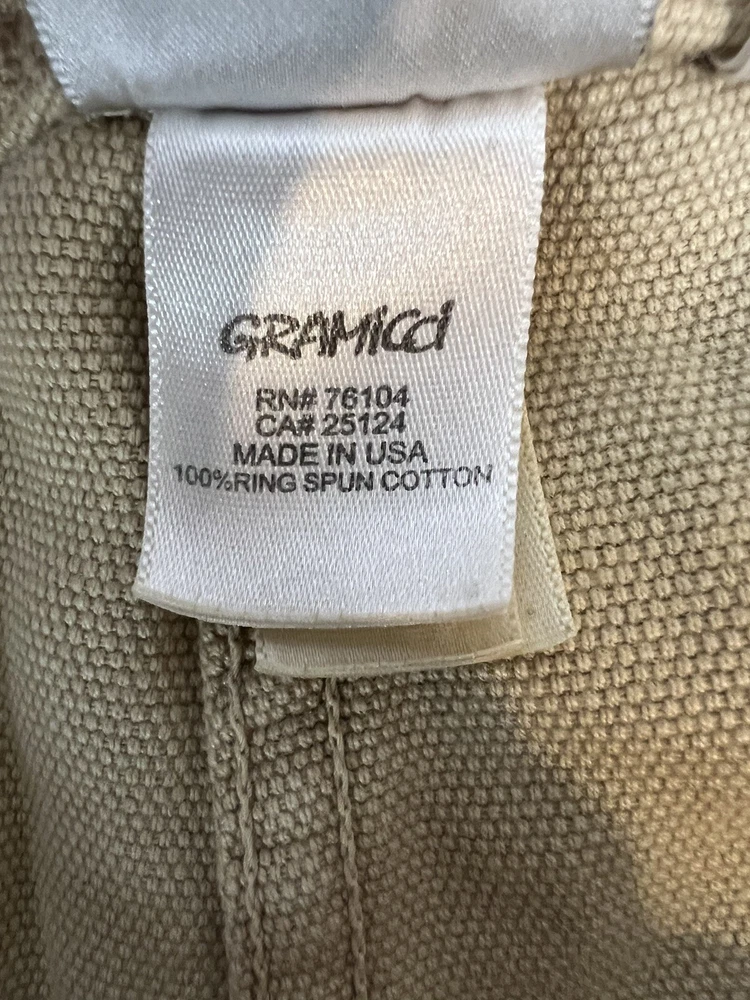 GRAMiCCi
RN# 76104
CA# 25124
MADE IN USA
100%RING SPUN COTTON